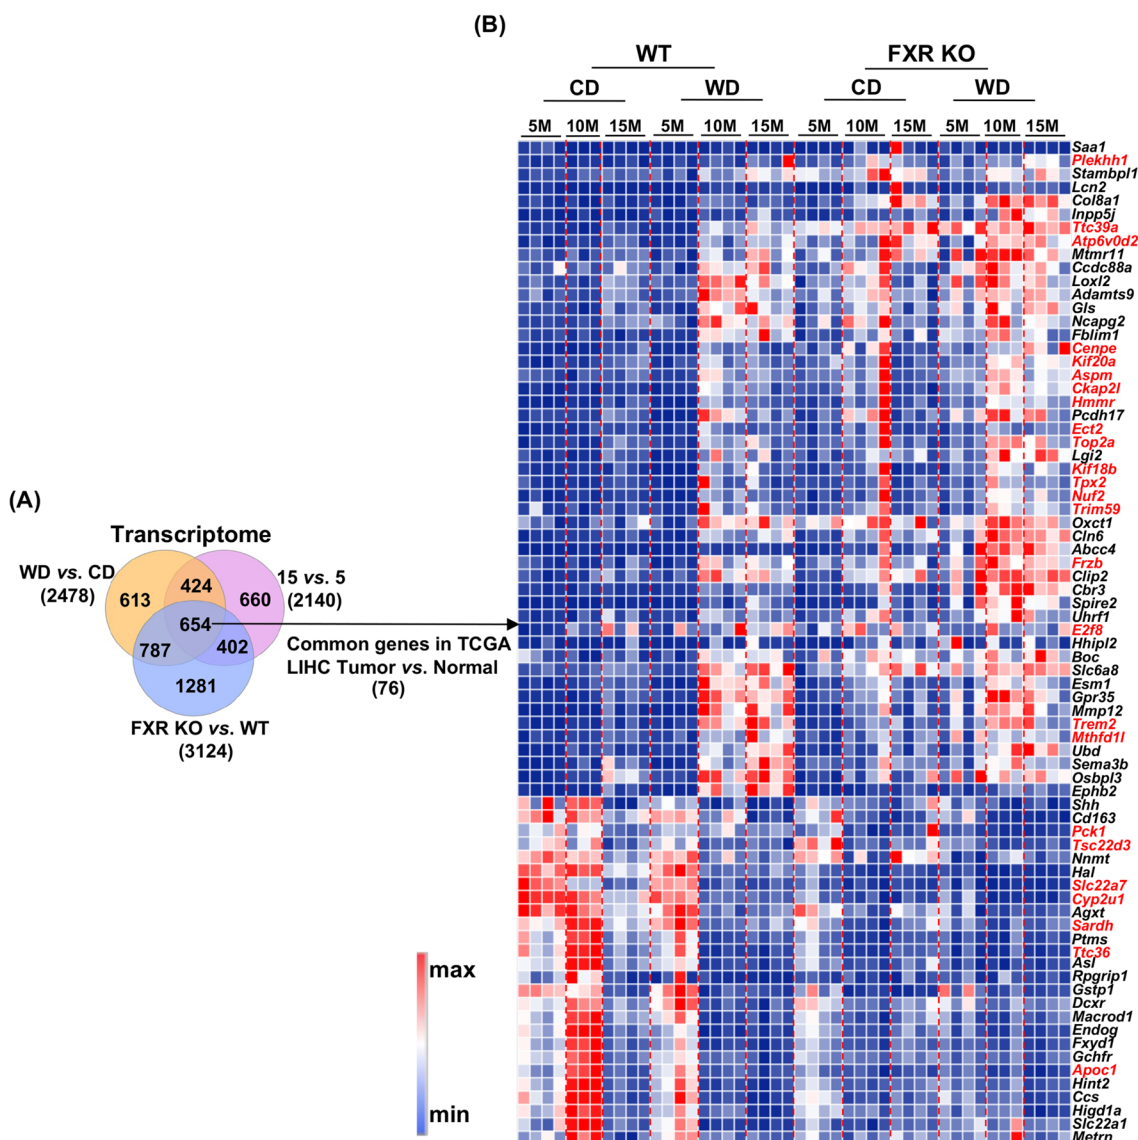 (B)
WT
FXR KO
CD
WD
CD
WD
5M 10M 15M 5M 10M 15M 5M 10M 15M 5M 10M 15M
Saa1
Plekhh1
Stambpl1
Lcn2
Col8a1
Inpp5j
Ttc39a
Atp6v0d2
Mtmr11
Ccdc88a
Loxl2
Adamts9
Gls
Ncapg2
Fblim1
Cenpe
Kif20a
Aspm
Ckap2l
Hmmr
Pcdh17
Ect2
Top2a
Lgi2
Kif18b
Tpx2
Nuf2
Trim59
Oxct1
Cln6
Abcc4
Frzb
Clip2
Cbr3
Spire2
Uhrf1
E2f8
Hhipl2
Boc
Slc6a8
Esm1
Gpr35
Mmp12
Trem2
Mthfd1l
Ubd
Sema3b
Osbpl3
Ephb2
Shh
Cd163
Pck1
Tsc22d3
Nnmt
Hal
Slc22a7
Cyp2u1
Agxt
Sardh
Ptms
Ttc36
Asl
Rpgrip1
Gstp1
Dcxr
Macrod1
Endog
Fxyd1
Gchfr
Apoc1
Hint2
Ccs
Higd1a
Slc22a1
Metrn
(A)
Transcriptome
WD vs. CD
(2478)
15 vs. 5
(2140)
613
424
660
654
787
402
1281
FXR KO vs. WT
(3124)
Common genes in TCGA
LIHC Tumor vs. Normal
(76)
max
min